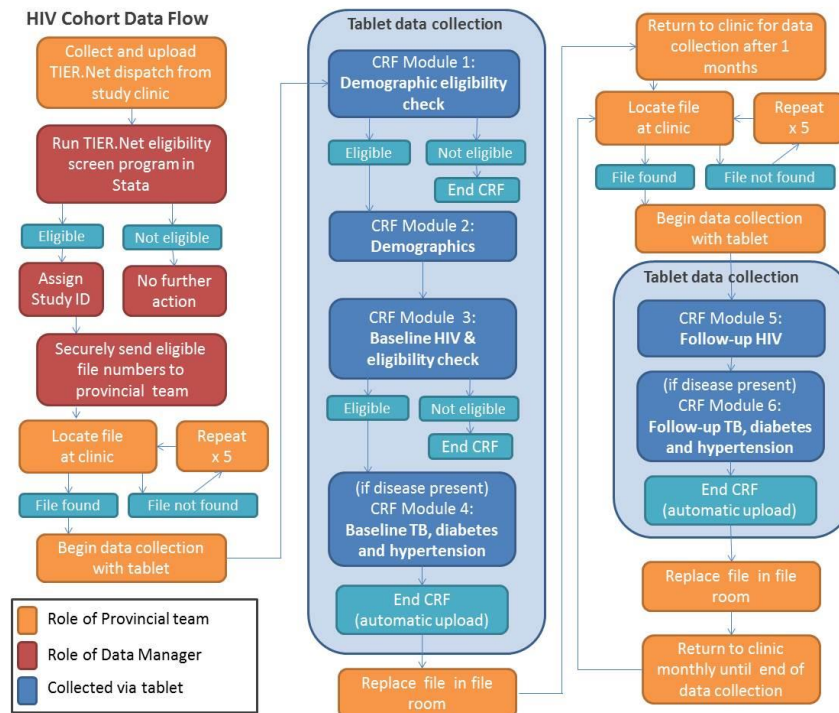 HIV Cohort Data Flow
Collect and upload
TIER.Net dispatch from
study clinic
Run TIER.Net eligibility
screen program in
Stata
Eligible
Not eligible
Assign
Study ID
No further
action
Securely send eligible
file numbers to
provincial team
Locate file
at clinic
Repeat
x 5
File found
File not found
Begin data collection
with tablet
Role of Provincial team
Role of Data Manager
Collected via tablet
Tablet data collection
CRF Module 1:
Demographic eligibility
check
Eligible
Not eligible
End CRF
CRF Module 2:
Demographics
CRF Module 3:
Baseline HIV &
eligibility check
Eligible
Not eligible
End CRF
(if disease present)
CRF Module 4:
Baseline TB, diabetes
and hypertension
End CRF
(automatic upload)
Replace file in file
room
Return to clinic for data
collection after 1
months
Locate file
at clinic
Repeat
x 5
File found
File not found
Begin data collection
with tablet
Tablet data collection
CRF Module 5:
Follow-up HIV
(if disease present)
CRF Module 6:
Follow-up TB, diabetes
and hypertension
End CRF
(automatic upload)
Replace file in file
room
Return to clinic
monthly until end of
data collection